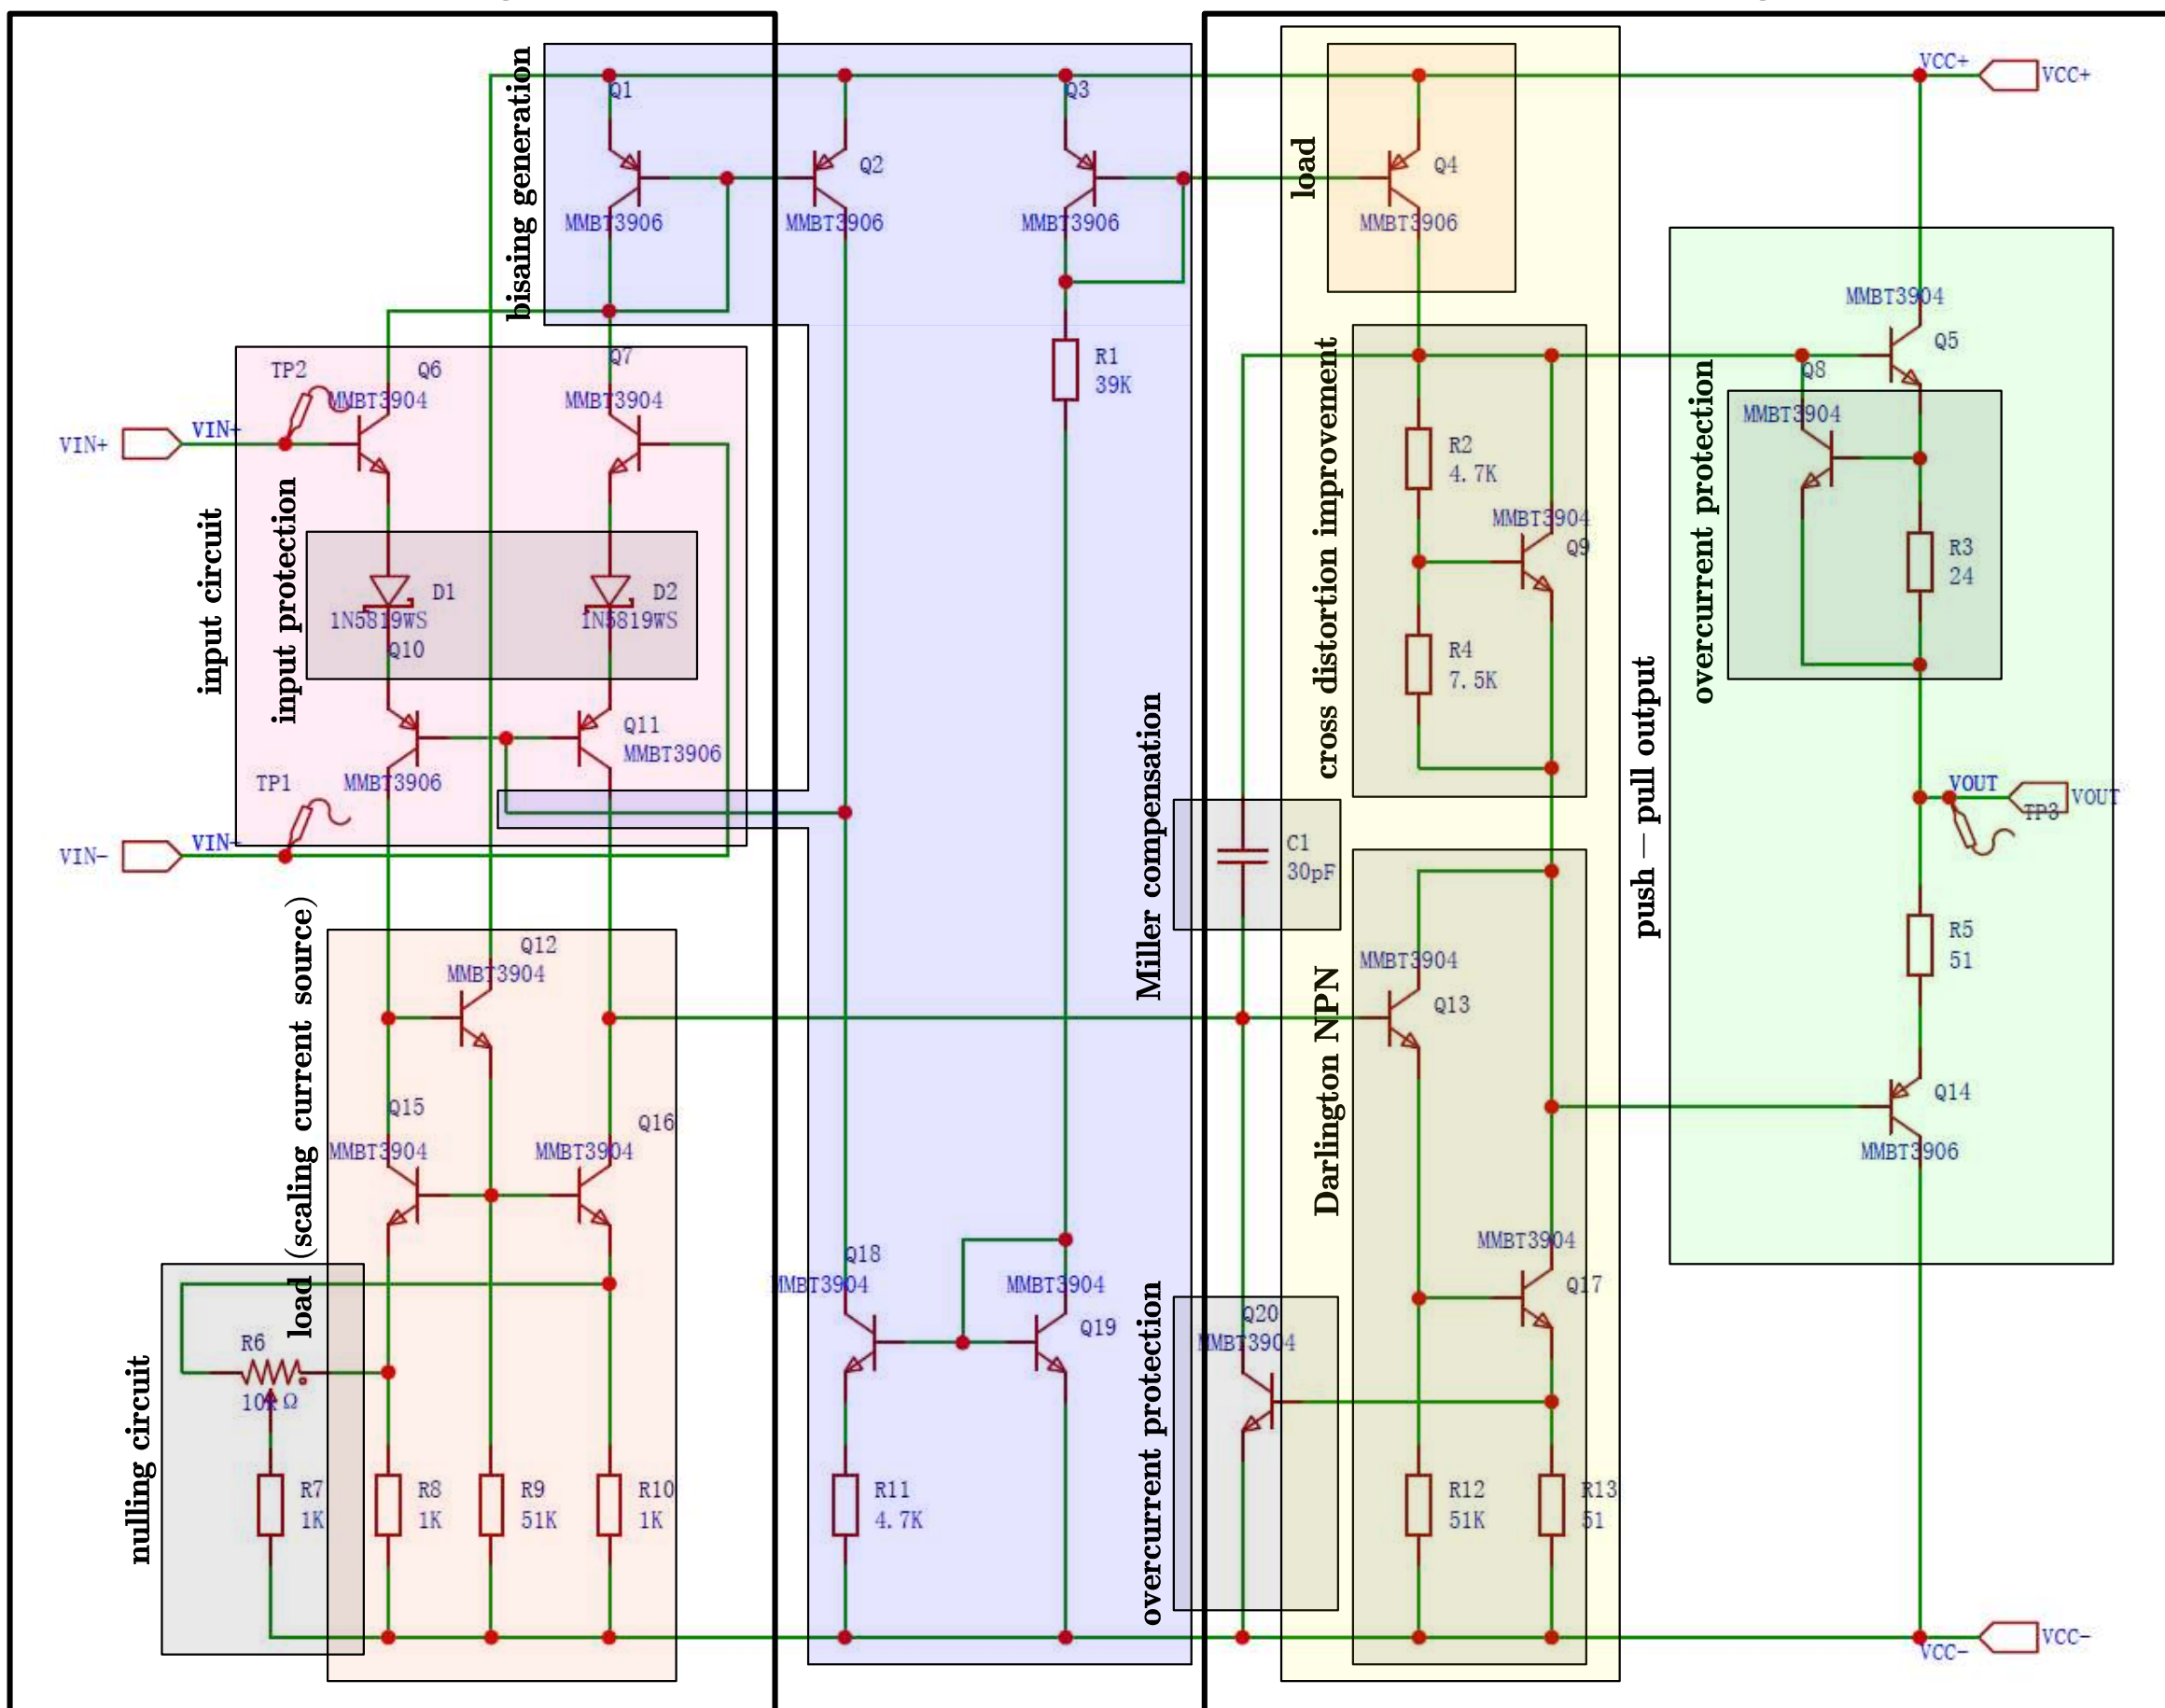 bisaing generation
Q1
MMBT3906
Q2
MMBT3906
Q3
MMBT3906
load
Q4
MMBT3906
VCC+
VCC+
R1
39K
MMBT3904
Q5
overcurrent protection
Q8
MMBT3904
R3
24
input circuit
input protection
TP2
VIN+
VIN+
Q6
MMBT3904
Q7
MMBT3904
D1
1N5819WS
D2
1N5819WS
Q10
MMBT3906
Q11
MMBT3906
TP1
VIN-
VIN-
cross distortion improvement
R2
4.7K
MMBT3904
Q9
R4
7.5K
push – pull output
VOUT
VOUT
TP3
Miller compensation
C1
30pF
R5
51
Q14
MMBT3906
load (scaling current source)
Q12
MMBT3904
Q15
MMBT3904
Q16
MMBT3904
Darlington NPN
MMBT3904
Q13
MMBT3904
Q17
nulling circuit
R6
10kΩ
R7
1K
R8
1K
R9
51K
R10
1K
Q18
MMBT3904
MMBT3904
Q19
R11
4.7K
overcurrent protection
Q20
MMBT3904
R12
51K
R13
51
VCC-
VCC-